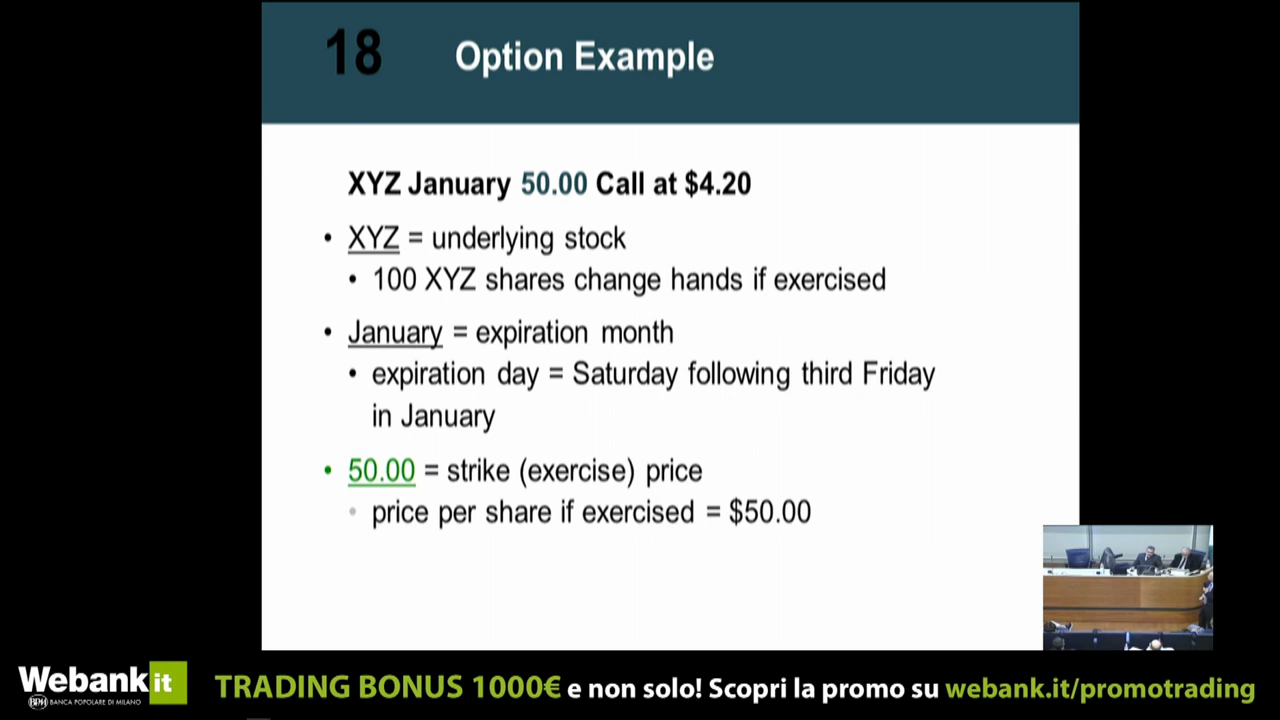 18 Option Example
XYZ January 50.00 Call at $4.20
• XYZ = underlying stock
• 100 XYZ shares change hands if exercised
• January = expiration month
• expiration day = Saturday following third Friday
in January
• 50.00 = strike (exercise) price
• price per share if exercised = $50.00
Webank.it
BPM BANCA POPOLARE DI MILANO
TRADING BONUS 1000€ e non solo! Scopri la promo su webank.it/promotrading